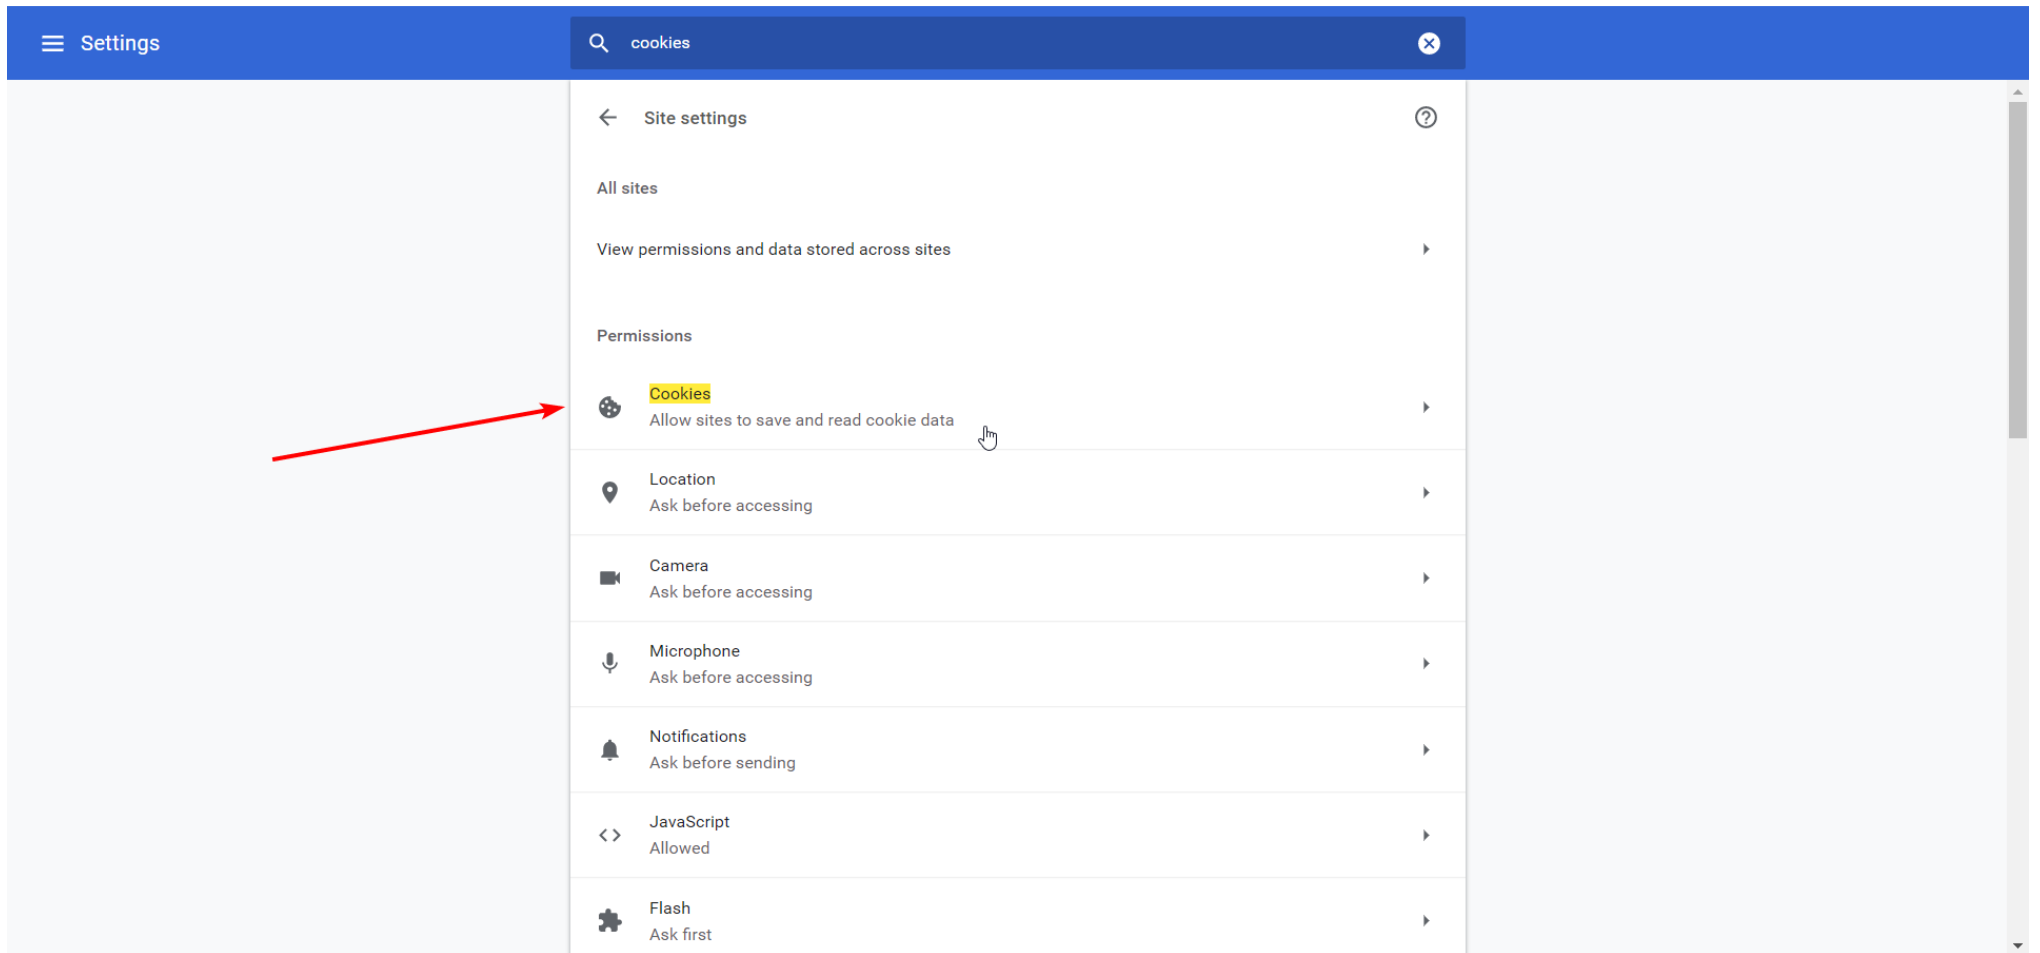 Settings
cookies
Site settings
All sites
View permissions and data stored across sites
Permissions
Cookies
Allow sites to save and read cookie data
Location
Ask before accessing
Camera
Ask before accessing
Microphone
Ask before accessing
Notifications
Ask before sending
JavaScript
Allowed
Flash
Ask first